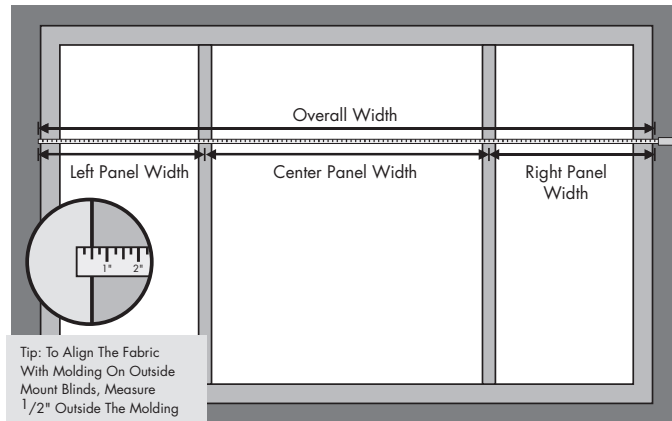 Overall Width
Left Panel Width
Center Panel Width
Right Panel
Width
1" 2"
Tip: To Align The Fabric
With Molding On Outside
Mount Blinds, Measure
1/2" Outside The Molding